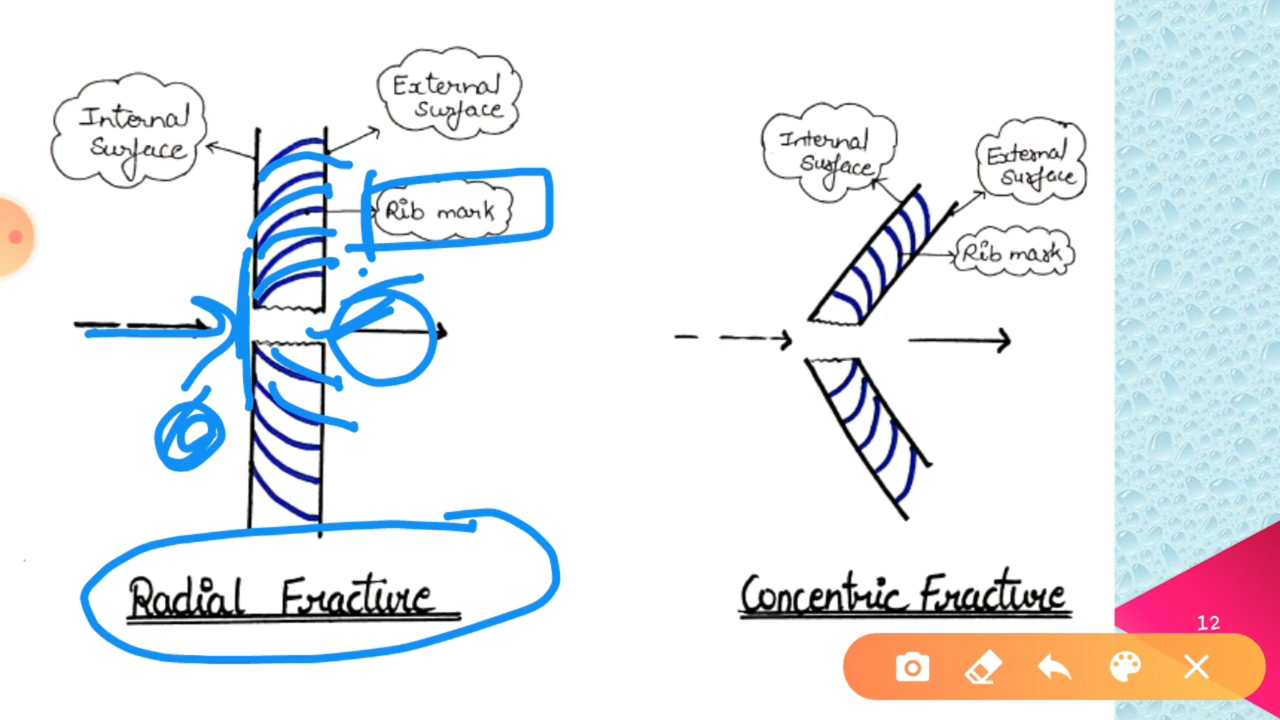 Internal
Surface
External
Surface
Rib mark
Radial Fracture
Internal
Surface
External
Surface
Rib mark
Concentric Fracture
12